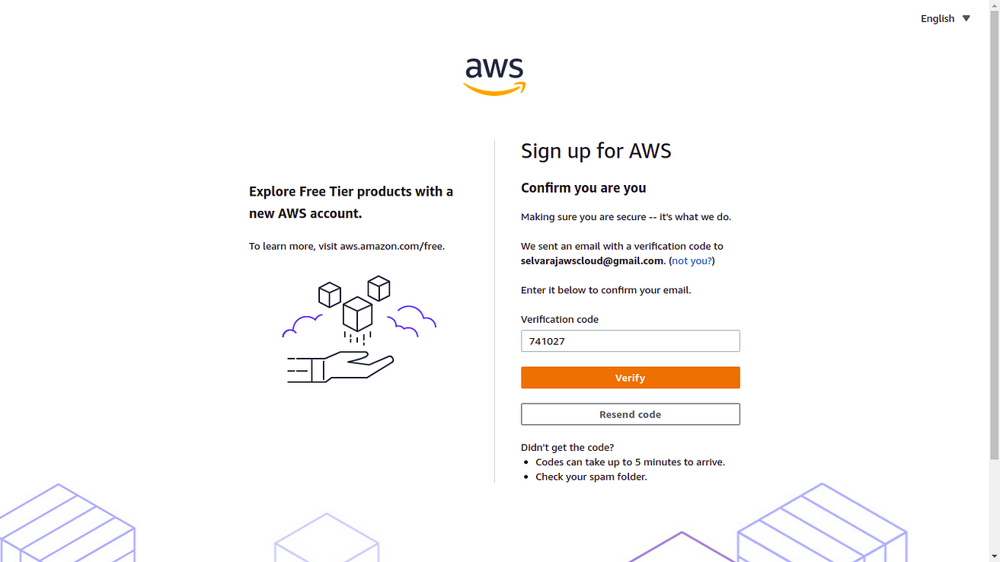 English
aws
Explore Free Tier products with a
new AWS account.
To learn more, visit aws.amazon.com/free.
Sign up for AWS
Confirm you are you
Making sure you are secure -- it's what we do.
We sent an email with a verification code to
selvarajawscloud@gmail.com. (not you?)
Enter it below to confirm your email.
Verification code
741027
Verify
Resend code
Didn't get the code?
• Codes can take up to 5 minutes to arrive.
• Check your spam folder.